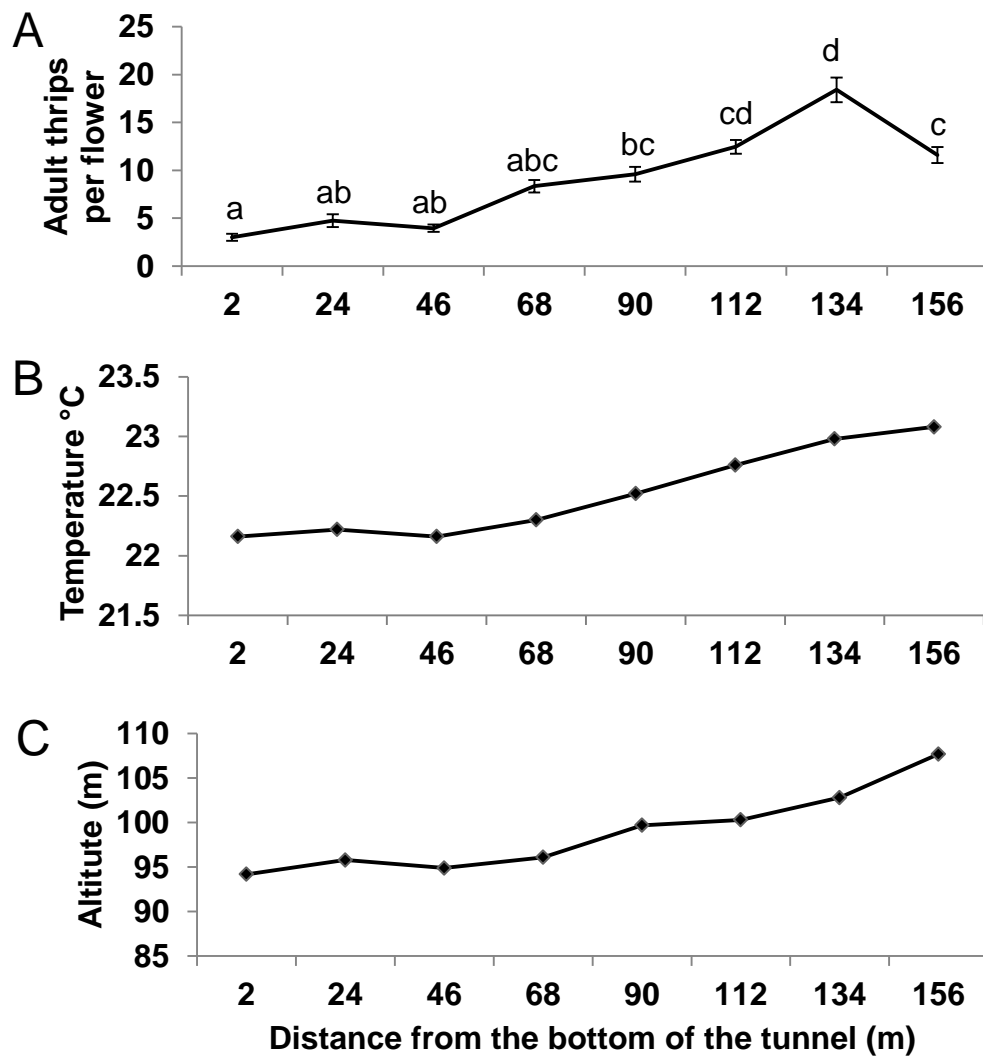 A
Adult thrips
per flower
25
20
15
10
5
0
a
ab
ab
abc
bc
cd
d
c
2 24 46 68 90 112 134 156
B
Temperature °C
23.5
23
22.5
22
21.5
2 24 46 68 90 112 134 156
C
Altitute (m)
110
105
100
95
90
85
2 24 46 68 90 112 134 156
Distance from the bottom of the tunnel (m)